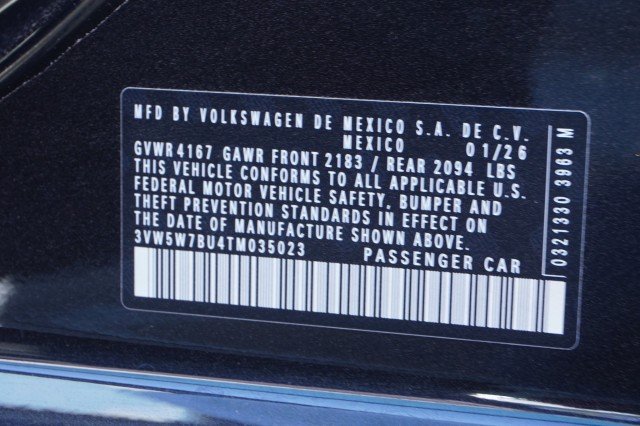 MFD BY VOLKSWAGEN DE MEXICO S.A. DE C.V.
MEXICO 01/26
GVWR 4167 GAWR FRONT 2183 / REAR 2094 LBS
THIS VEHICLE CONFORMS TO ALL APPLICABLE U.S.
FEDERAL MOTOR VEHICLE SAFETY, BUMPER AND
THEFT PREVENTION STANDARDS IN EFFECT ON
THE DATE OF MANUFACTURE SHOWN ABOVE.
3VW5W7BU4TM035023 PASSENGER CAR
0321330 3963 M